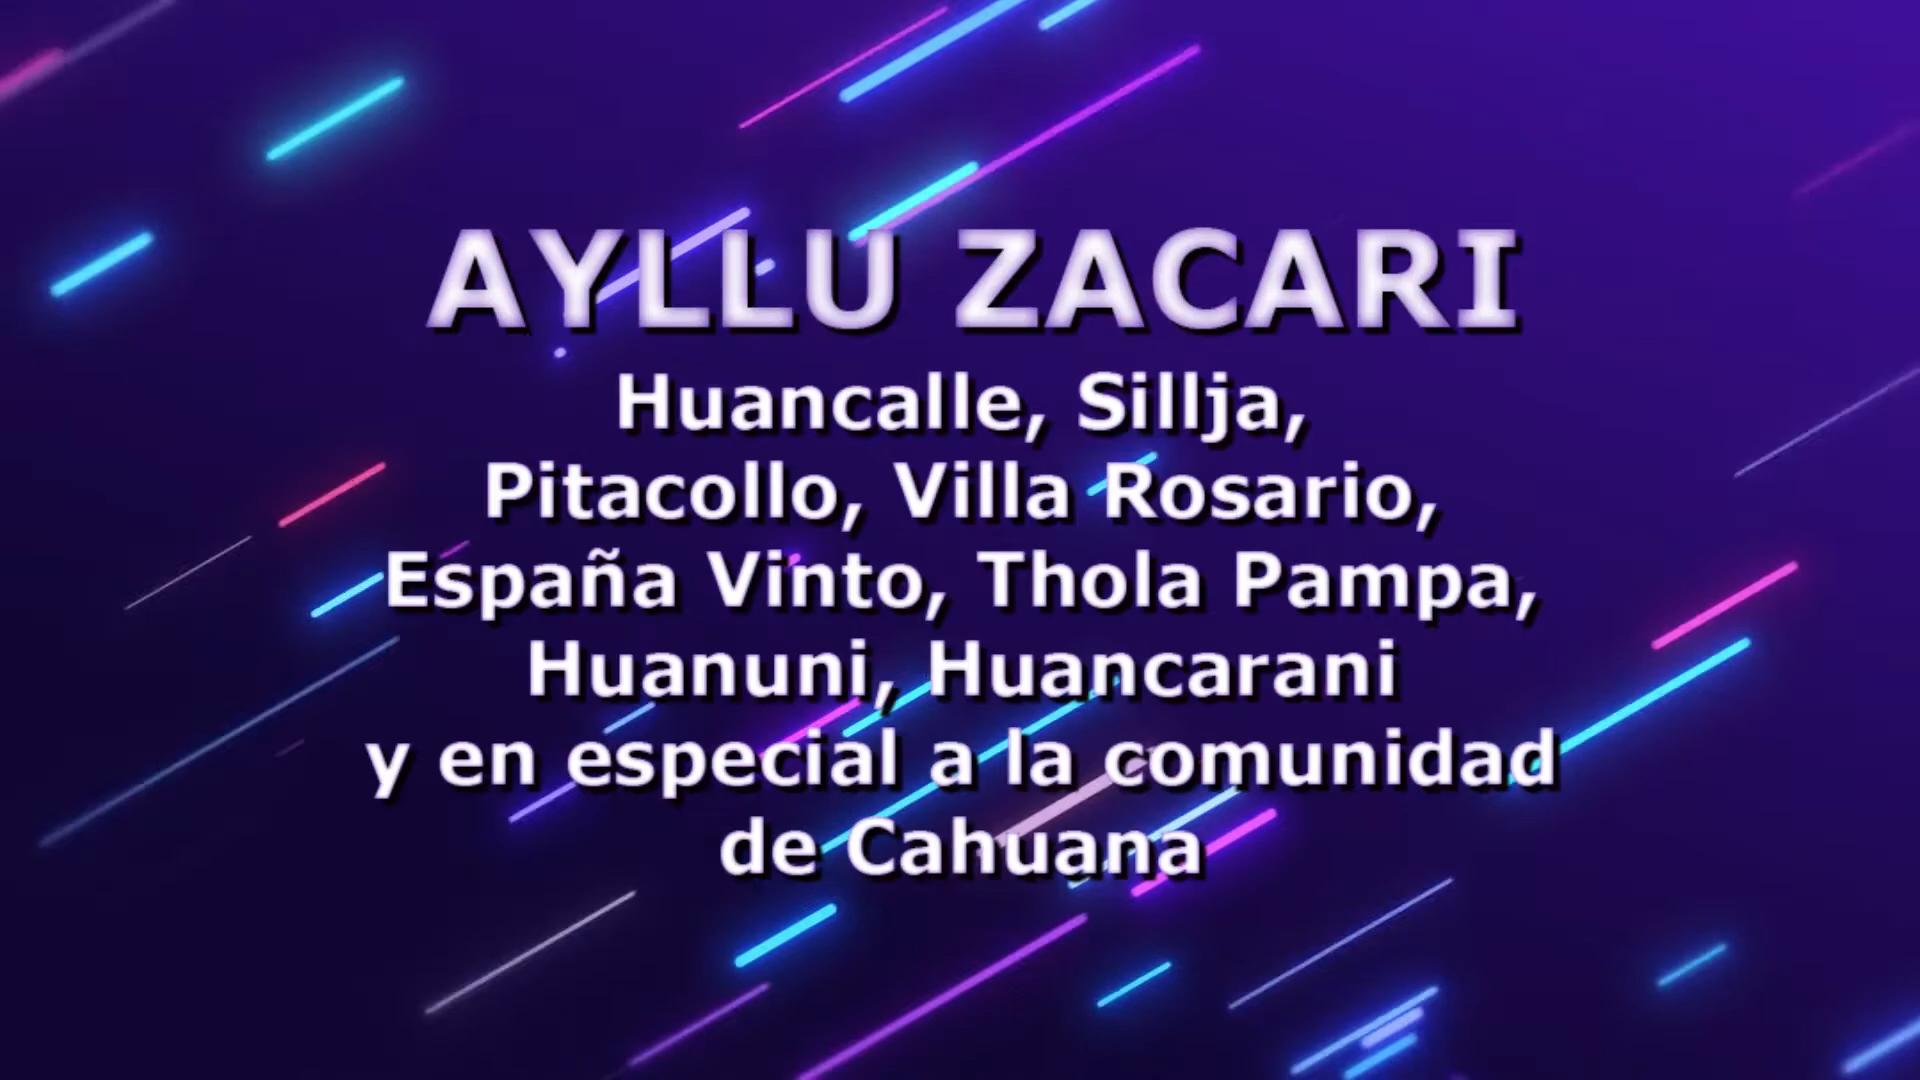 AYLLU ZACARI
Huancalle, Sillja,
Pitacollo, Villa Rosario,
España Vinto, Thola Pampa,
Huanuni, Huancarani
y en especial a la comunidad
de Cahuana